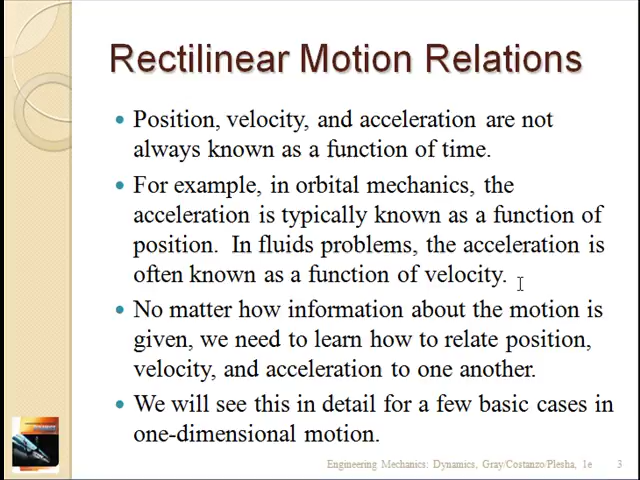 Rectilinear Motion Relations
Position, velocity, and acceleration are not
always known as a function of time.
For example, in orbital mechanics, the
acceleration is typically known as a function of
position.  In fluids problems, the acceleration is
often known as a function of velocity.
No matter how information about the motion is
given, we need to learn how to relate position,
velocity, and acceleration to one another.
We will see this in detail for a few basic cases in
one-dimensional motion.
Engineering Mechanics: Dynamics, Gray/Costanzo/Plesha, 1e 3